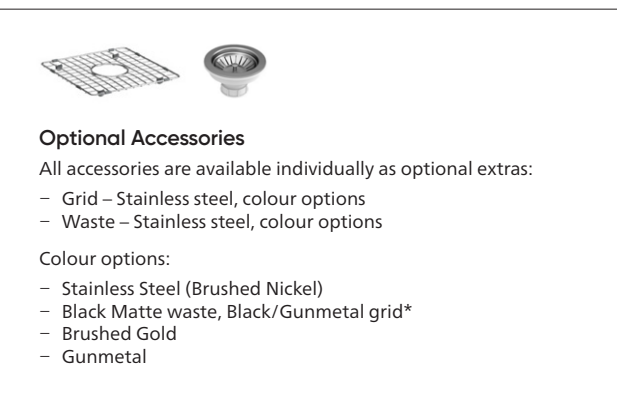 Optional Accessories
All accessories are available individually as optional extras:
– Grid – Stainless steel, colour options
– Waste – Stainless steel, colour options
Colour options:
– Stainless Steel (Brushed Nickel)
– Black Matte waste, Black/Gunmetal grid*
– Brushed Gold
– Gunmetal